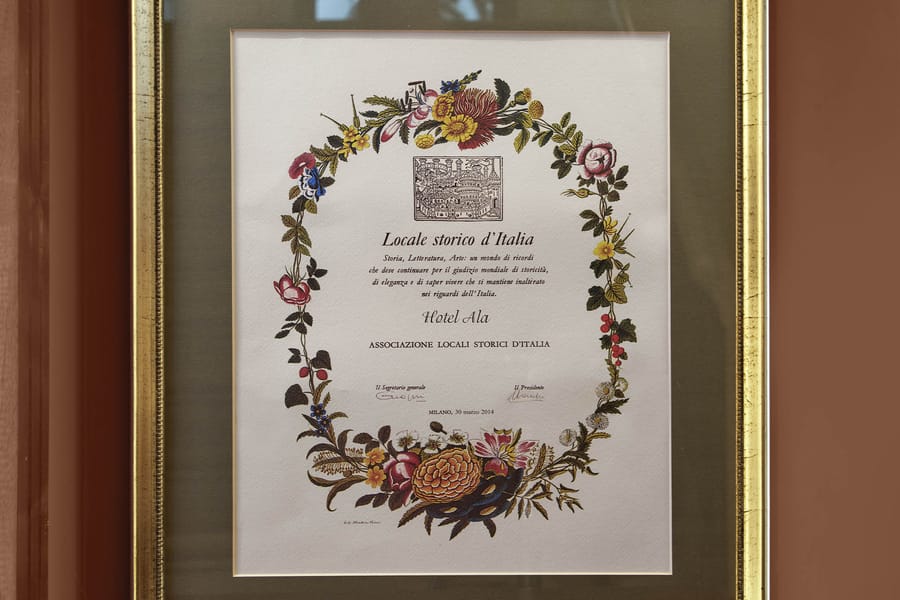 Locale storico d'Italia
Storia, Letteratura, Arte: un mondo di ricordi
che deve continuare per il giudizio mondiale di storicità,
di eleganza e di saper vivere che si mantiene inalterato
nei riguardi dell'Italia.
Hotel Ala
ASSOCIAZIONE LOCALI STORICI D'ITALIA
Il Segretario generale Il Presidente
MILANO, 30 marzo 2014